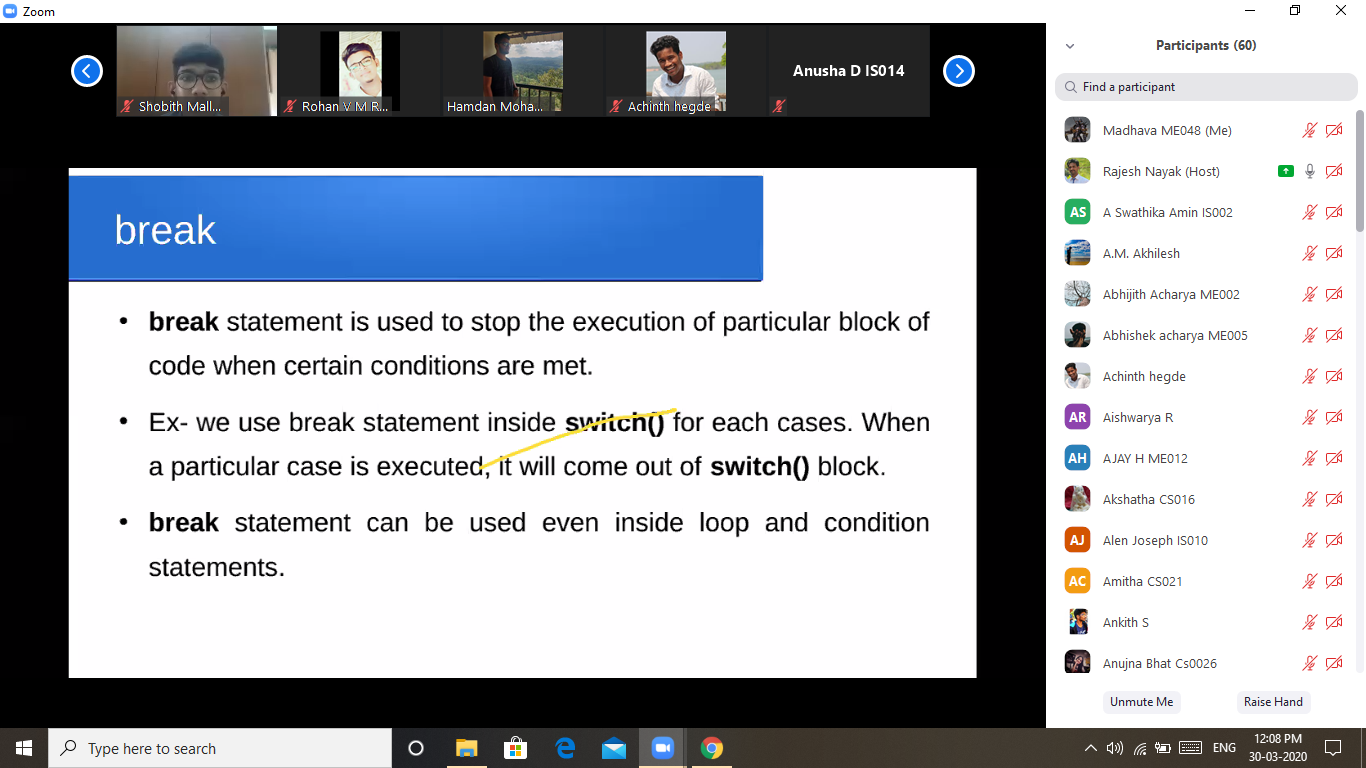 Zoom
Shobith Mall...
Rohan V M R...
Hamdan Moha...
Achinth hegde
Anusha D IS014
break
• break statement is used to stop the execution of particular block of
code when certain conditions are met.
• Ex- we use break statement inside switch() for each cases. When
a particular case is executed, it will come out of switch() block.
• break statement can be used even inside loop and condition
statements.
Participants (60)
Find a participant
Madhava ME048 (Me)
Rajesh Nayak (Host)
AS A Swathika Amin IS002
A.M. Akhilesh
Abhijith Acharya ME002
Abhishek acharya ME005
Achinth hegde
AR Aishwarya R
AH AJAY H ME012
Akshatha CS016
AJ Alen Joseph IS010
AC Amitha CS021
Ankith S
Anujna Bhat Cs0026
Unmute Me Raise Hand
Type here to search
ENG
12:08 PM
30-03-2020